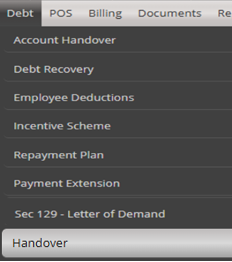 Debt POS Billing Documents Re
Account Handover
Debt Recovery
Employee Deductions
Incentive Scheme
Repayment Plan
Payment Extension
Sec 129 - Letter of Demand
Handover